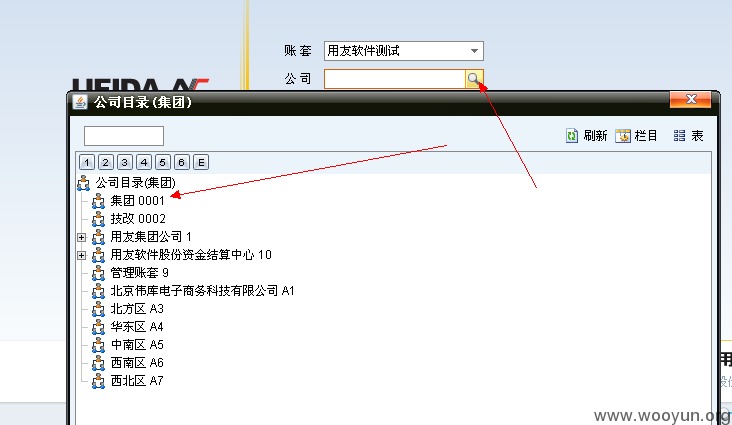 账 套 用友软件测试
公 司
UFIDA NC
公司目录(集团)
刷新 栏目 表
1 2 3 4 5 6 E
公司目录(集团)
集团 0001
技改 0002
用友集团公司 1
用友软件股份资金结算中心 10
管理账套 9
北京伟库电子商务科技有限公司 A1
北方区 A3
华东区 A4
中南区 A5
西南区 A6
西北区 A7
用
股份
www.wooyun.org